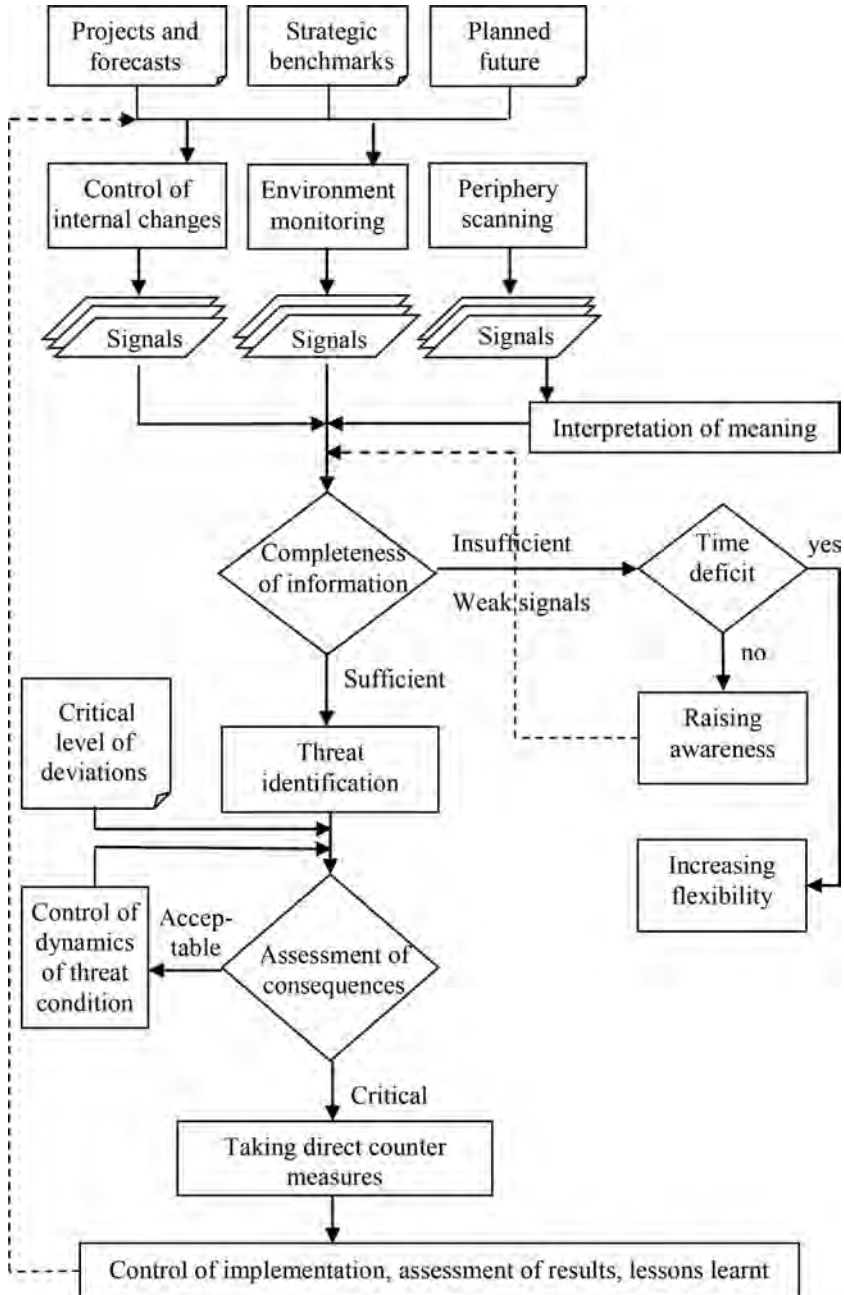 Projects and
forecasts
Strategic
benchmarks
Planned
future
Control of
internal changes
Environment
monitoring
Periphery
scanning
Signals
Signals
Signals
Interpretation of meaning
Completeness
of information
Insufficient
Weak signals
Time
deficit
yes
no
Sufficient
Raising
awareness
Critical
level of
deviations
Threat
identification
Increasing
flexibility
Control of
dynamics
of threat
condition
Accep-
table
Assessment of
consequences
Critical
Taking direct counter
measures
Control of implementation, assessment of results, lessons learnt